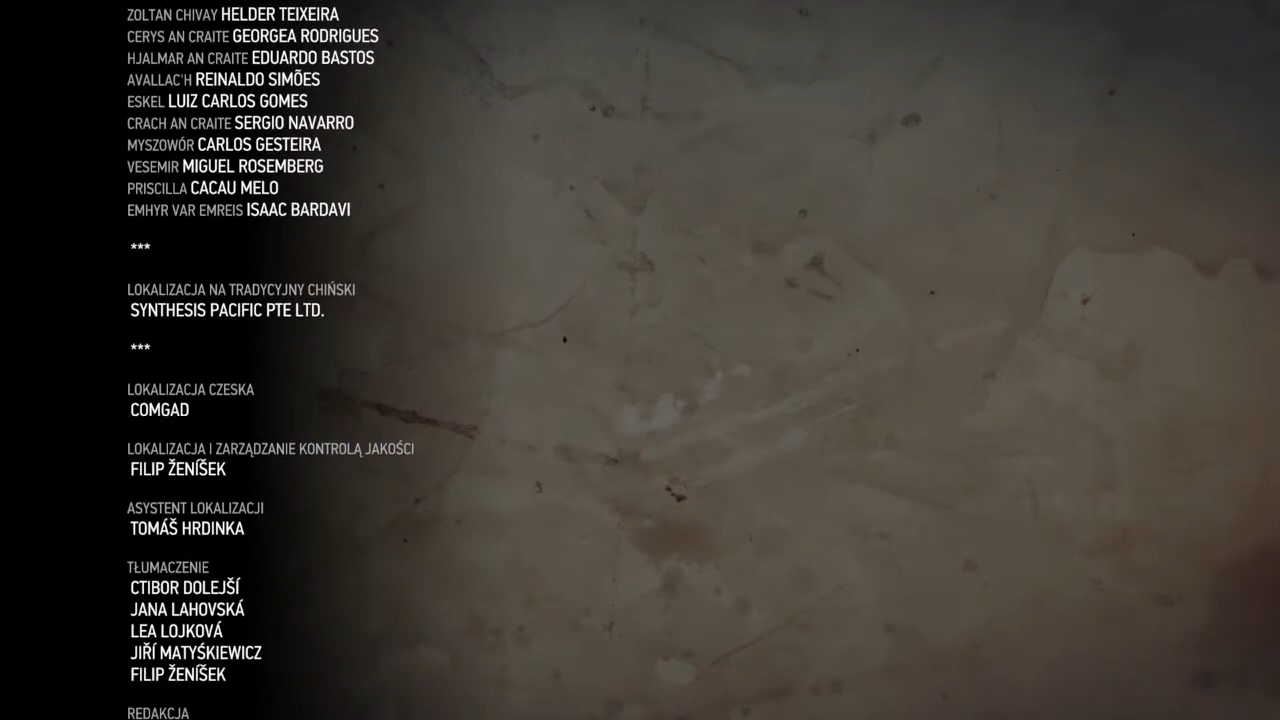 ZOLTAN CHIVAY HELDER TEIXEIRA
CERYS AN CRAITE GEORGEA RODRIGUES
HJALMAR AN CRAITE EDUARDO BASTOS
AVALLAC'H REINALDO SIMÕES
ESKEL LUIZ CARLOS GOMES
CRACH AN CRAITE SERGIO NAVARRO
MYSZOWÓR CARLOS GESTEIRA
VESEMIR MIGUEL ROSEMBERG
PRISCILLA CACAU MELO
EMHYR VAR EMREIS ISAAC BARDAVI
***
LOKALIZACJA NA TRADYCYJNY CHIŃSKI
SYNTHESIS PACIFIC PTE LTD.
***
LOKALIZACJA CZESKA
COMGAD
LOKALIZACJA I ZARZĄDZANIE KONTROLĄ JAKOŚCI
FILIP ŽENÍŠEK
ASYSTENT LOKALIZACJI
TOMÁŠ HRDINKA
TŁUMACZENIE
CTIBOR DOLEJŠÍ
JANA LAHOVSKÁ
LEA LOJKOVÁ
JIŘÍ MATYŚKIEWICZ
FILIP ŽENÍŠEK
REDAKCJA